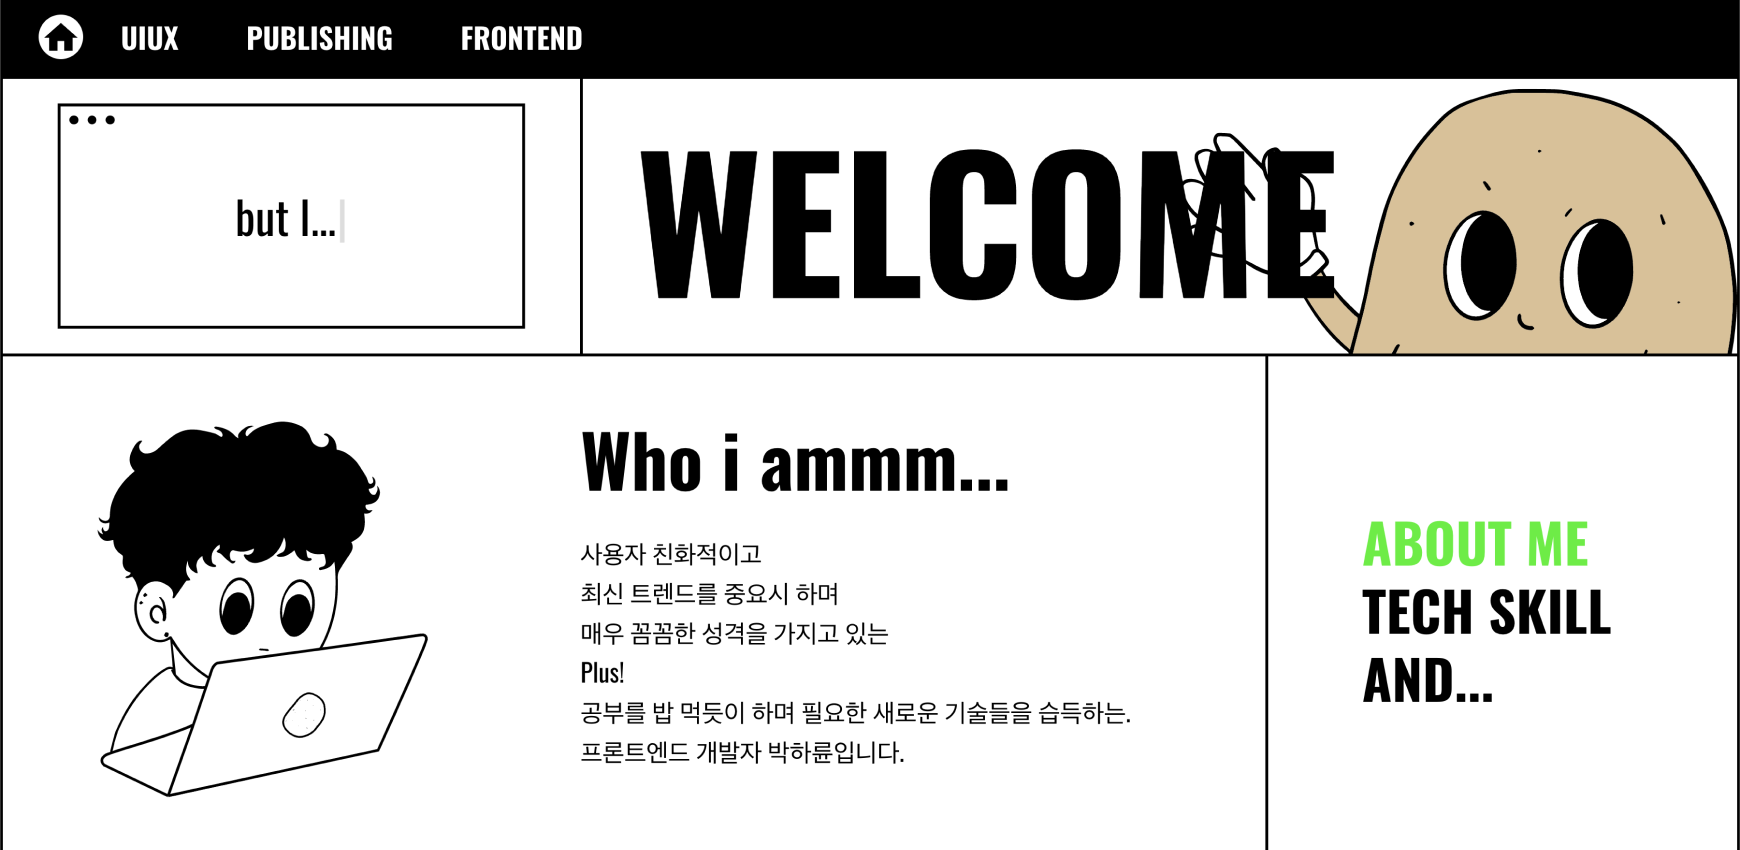 UIUX PUBLISHING FRONTEND
but I...
WELCOME
Who i ammm...
사용자 친화적이고
최신 트렌드를 중요시 하며
매우 꼼꼼한 성격을 가지고 있는
Plus!
공부를 밥 먹듯이 하며 필요한 새로운 기술들을 습득하는.
프론트엔드 개발자 박하륜입니다.
ABOUT ME
TECH SKILL
AND...